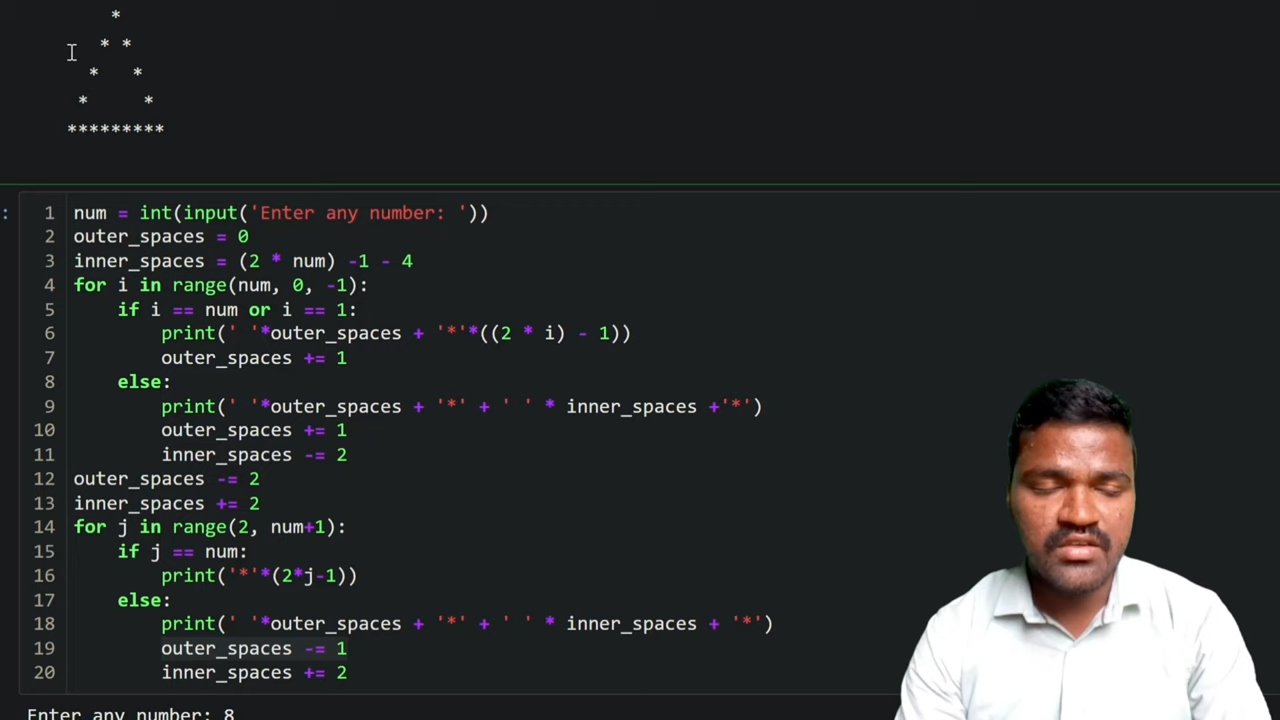 *
* *
*   *
*     *
*********
:
1 num = int(input('Enter any number: '))
2 outer_spaces = 0
3 inner_spaces = (2 * num) -1 - 4
4 for i in range(num, 0, -1):
5     if i == num or i == 1:
6         print(' '*outer_spaces + '*'*((2 * i) - 1))
7         outer_spaces += 1
8     else:
9         print(' '*outer_spaces + '*' + ' ' * inner_spaces +'*')
10         outer_spaces += 1
11         inner_spaces -= 2
12 outer_spaces -= 2
13 inner_spaces += 2
14 for j in range(2, num+1):
15     if j == num:
16         print('*'*(2*j-1))
17     else:
18         print(' '*outer_spaces + '*' + ' ' * inner_spaces + '*')
19         outer_spaces -= 1
20         inner_spaces += 2
Enter any number: 8